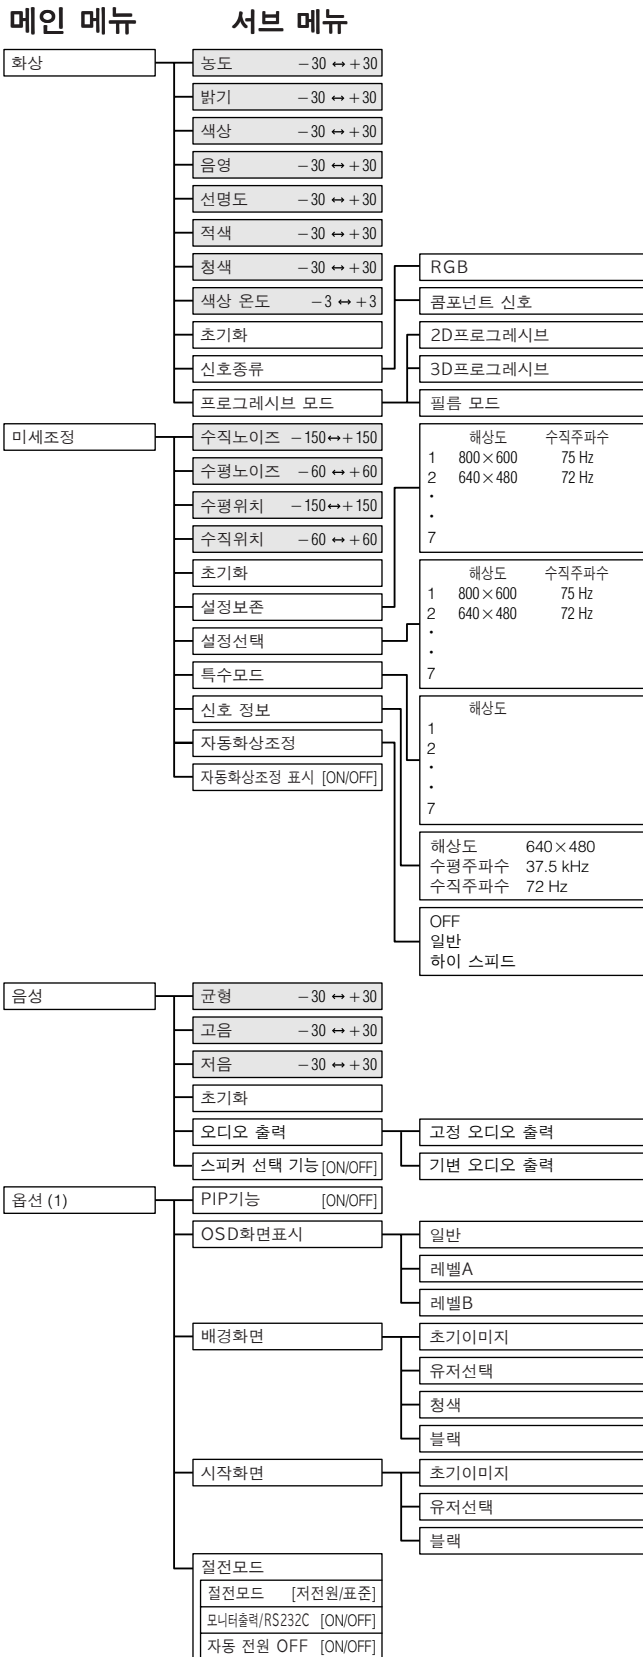 메인 메뉴 서브 메뉴
화상
농도 −30 ↔ +30
밝기 −30 ↔ +30
색상 −30 ↔ +30
음영 −30 ↔ +30
선명도 −30 ↔ +30
적색 −30 ↔ +30
청색 −30 ↔ +30
색상 온도 −3 ↔ +3
초기화
신호종류
프로그레시브 모드
RGB
콤포넌트 신호
2D프로그레시브
3D프로그레시브
필름 모드
미세조정
수직노이즈 −150↔+150
수평노이즈 −60 ↔ +60
수평위치 −150↔+150
수직위치 −60 ↔ +60
초기화
설정보존
설정선택
특수모드
신호 정보
자동화상조정
자동화상조정 표시 [ON/OFF]
해상도 수직주파수
1 800×600 75 Hz
2 640×480 72 Hz
·
·
7
해상도 수직주파수
1 800×600 75 Hz
2 640×480 72 Hz
·
·
7
해상도
1
2
·
·
7
해상도 640×480
수평주파수 37.5 kHz
수직주파수 72 Hz
OFF
일반
하이 스피드
음성
균형 −30 ↔ +30
고음 −30 ↔ +30
저음 −30 ↔ +30
초기화
오디오 출력
스피커 선택 기능[ON/OFF]
고정 오디오 출력
기변 오디오 출력
옵션 (1)
PIP기능 [ON/OFF]
OSD화면표시
일반
레벨A
레벨B
배경화면
초기이미지
유저선택
청색
블랙
시작화면
초기이미지
유저선택
블랙
절전모드
절전모드 [저전원/표준]
모니터출력/RS232C [ON/OFF]
자동 전원 OFF [ON/OFF]